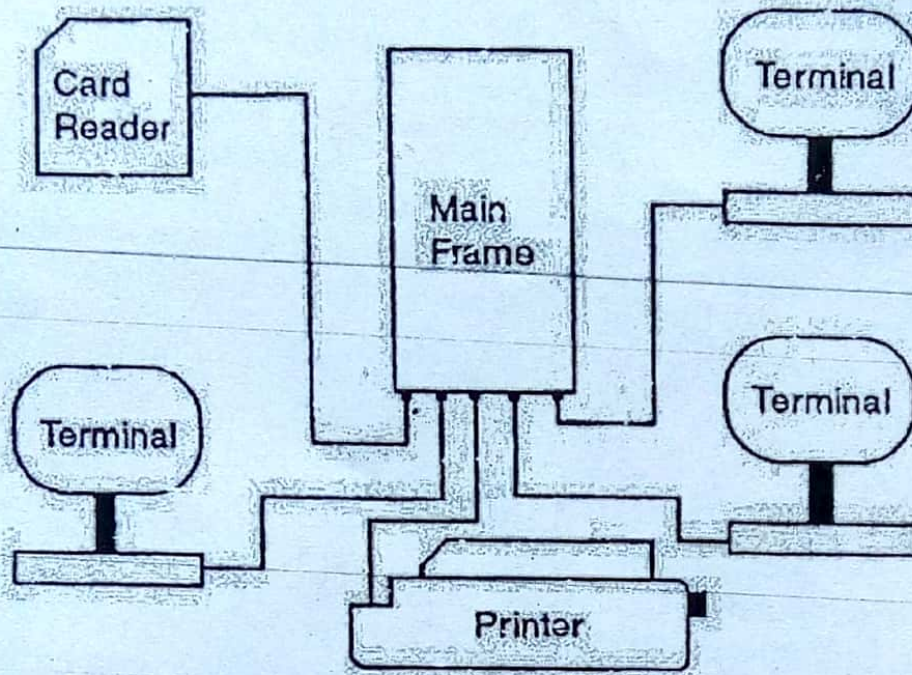 Card
Reader
Main
Frame
Terminal
Terminal
Terminal
Printer